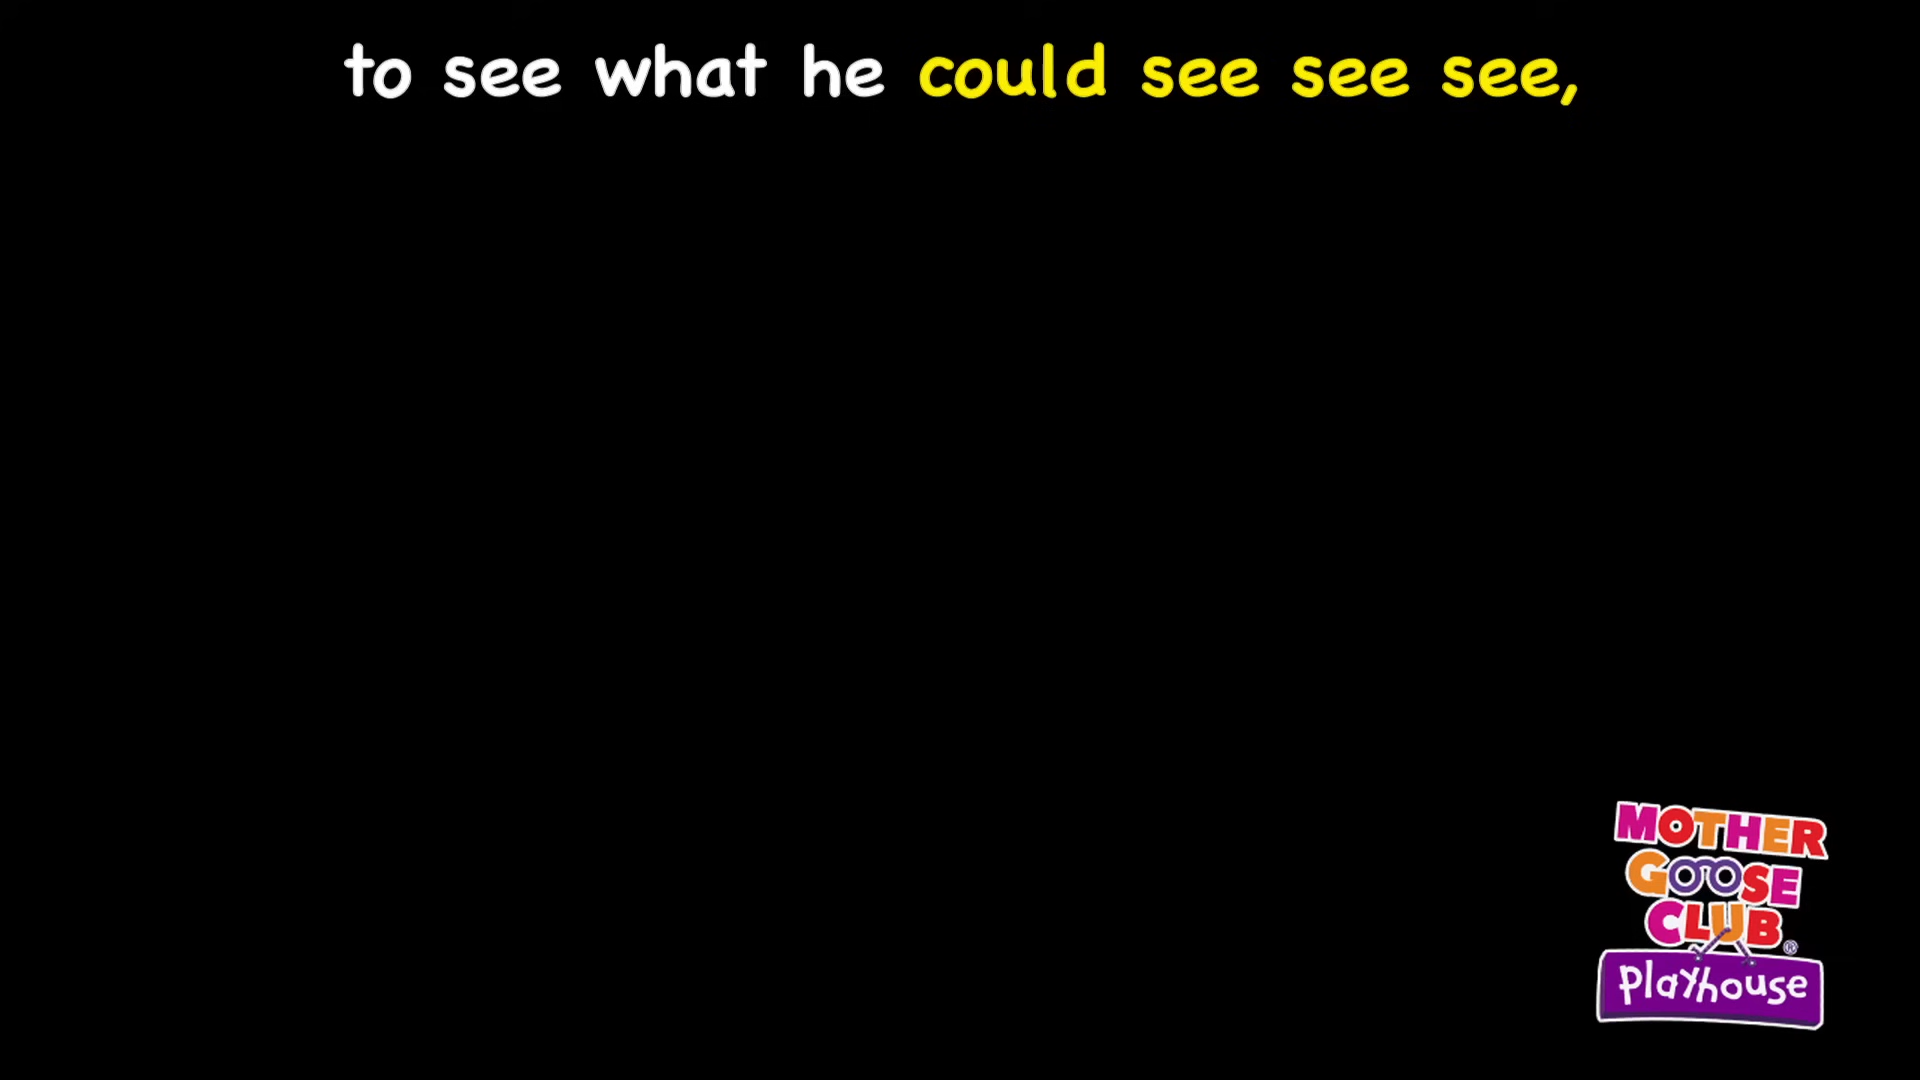 to see what he could see see see,
MOTHER
GOOSE
CLUB®
Playhouse